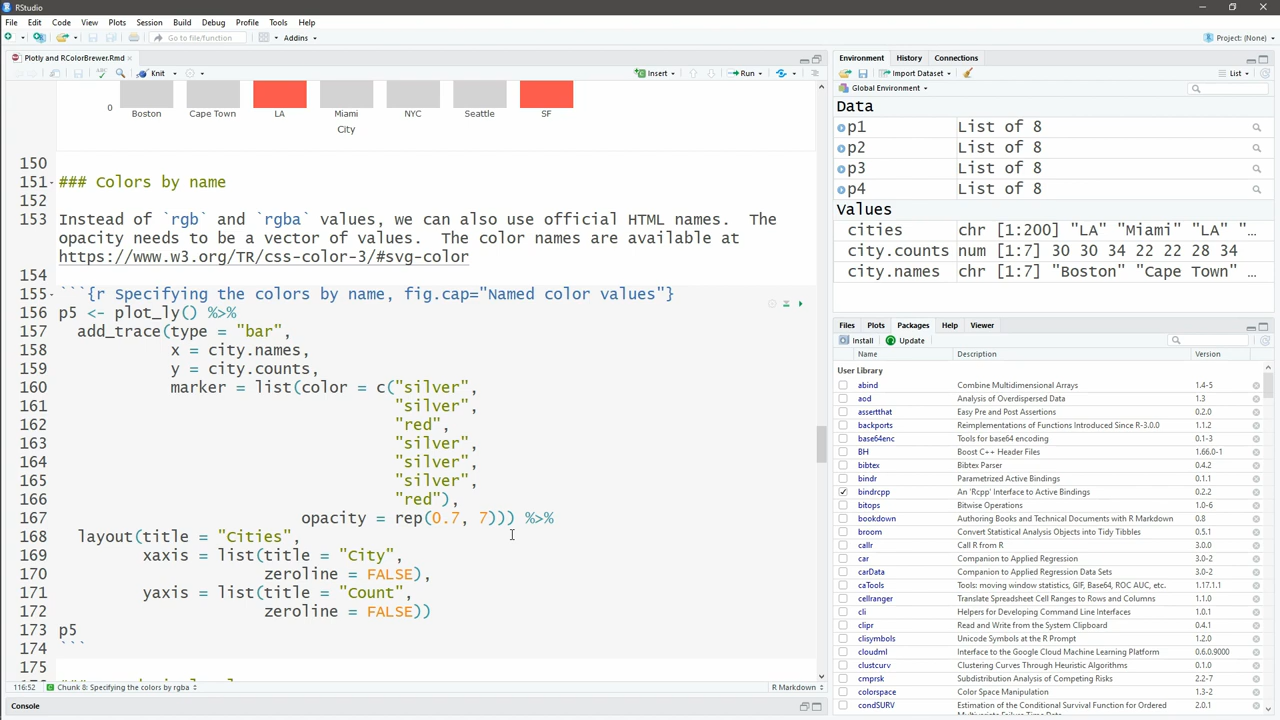 RStudio
File Edit Code View Plots Session Build Debug Profile Tools Help
Go to file/function
Addins
Project: (None)
Plotly and RColorBrewer.Rmd
Knit
Insert
Run
0
Boston Cape Town LA Miami NYC Seattle SF
City
150
151 ### Colors by name
152
153 Instead of `rgb` and `rgba` values, we can also use official HTML names.  The
opacity needs to be a vector of values.  The color names are available at
https://www.w3.org/TR/css-color-3/#svg-color
154
155 ```{r Specifying the colors by name, fig.cap="Named color values"}
156 p5 <- plot_ly() %>%
157 add_trace(type = "bar",
158 x = city.names,
159 y = city.counts,
160 marker = list(color = c("silver",
161 "silver",
162 "red",
163 "silver",
164 "silver",
165 "silver",
166 "red"),
167 opacity = rep(0.7, 7))) %>%
168 layout(title = "Cities",
169 xaxis = list(title = "City",
170 zeroline = FALSE),
171 yaxis = list(title = "Count",
172 zeroline = FALSE))
173 p5
174 ```
175
116:52 Chunk 8: Specifying the colors by rgba
R Markdown
Console
Environment History Connections
Import Dataset
List
Global Environment
Data
p1 List of 8
p2 List of 8
p3 List of 8
p4 List of 8
Values
cities chr [1:200] "LA" "Miami" "LA" "…
city.counts num [1:7] 30 30 34 22 22 28 34
city.names chr [1:7] "Boston" "Cape Town" …
Files Plots Packages Help Viewer
Install Update
Name Description Version
User Library
abind Combine Multidimensional Arrays 1.4-5
aod Analysis of Overdispersed Data 1.3
assertthat Easy Pre and Post Assertions 0.2.0
backports Reimplementations of Functions Introduced Since R-3.0.0 1.1.2
base64enc Tools for base64 encoding 0.1-3
BH Boost C++ Header Files 1.66.0-1
bibtex Bibtex Parser 0.4.2
bindr Parametrized Active Bindings 0.1.1
bindrcpp An 'Rcpp' Interface to Active Bindings 0.2.2
bitops Bitwise Operations 1.0-6
bookdown Authoring Books and Technical Documents with R Markdown 0.8
broom Convert Statistical Analysis Objects into Tidy Tibbles 0.5.1
callr Call R from R 3.0.0
car Companion to Applied Regression 3.0-2
carData Companion to Applied Regression Data Sets 3.0-2
caTools Tools: moving window statistics, GIF, Base64, ROC AUC, etc. 1.17.1.1
cellranger Translate Spreadsheet Cell Ranges to Rows and Columns 1.1.0
cli Helpers for Developing Command Line Interfaces 1.0.1
clipr Read and Write from the System Clipboard 0.4.1
clisymbols Unicode Symbols at the R Prompt 1.2.0
cloudml Interface to the Google Cloud Machine Learning Platform 0.6.0.9000
clustcurv Clustering Curves Through Heuristic Algorithms
cmprsk Subdistribution Analysis of Competing Risks 2.2-7
colorspace Color Space Manipulation 1.3-2
condSURV Estimation of the Conditional Survival Function for Ordered 2.0.1
Multivariate Failure Time Data